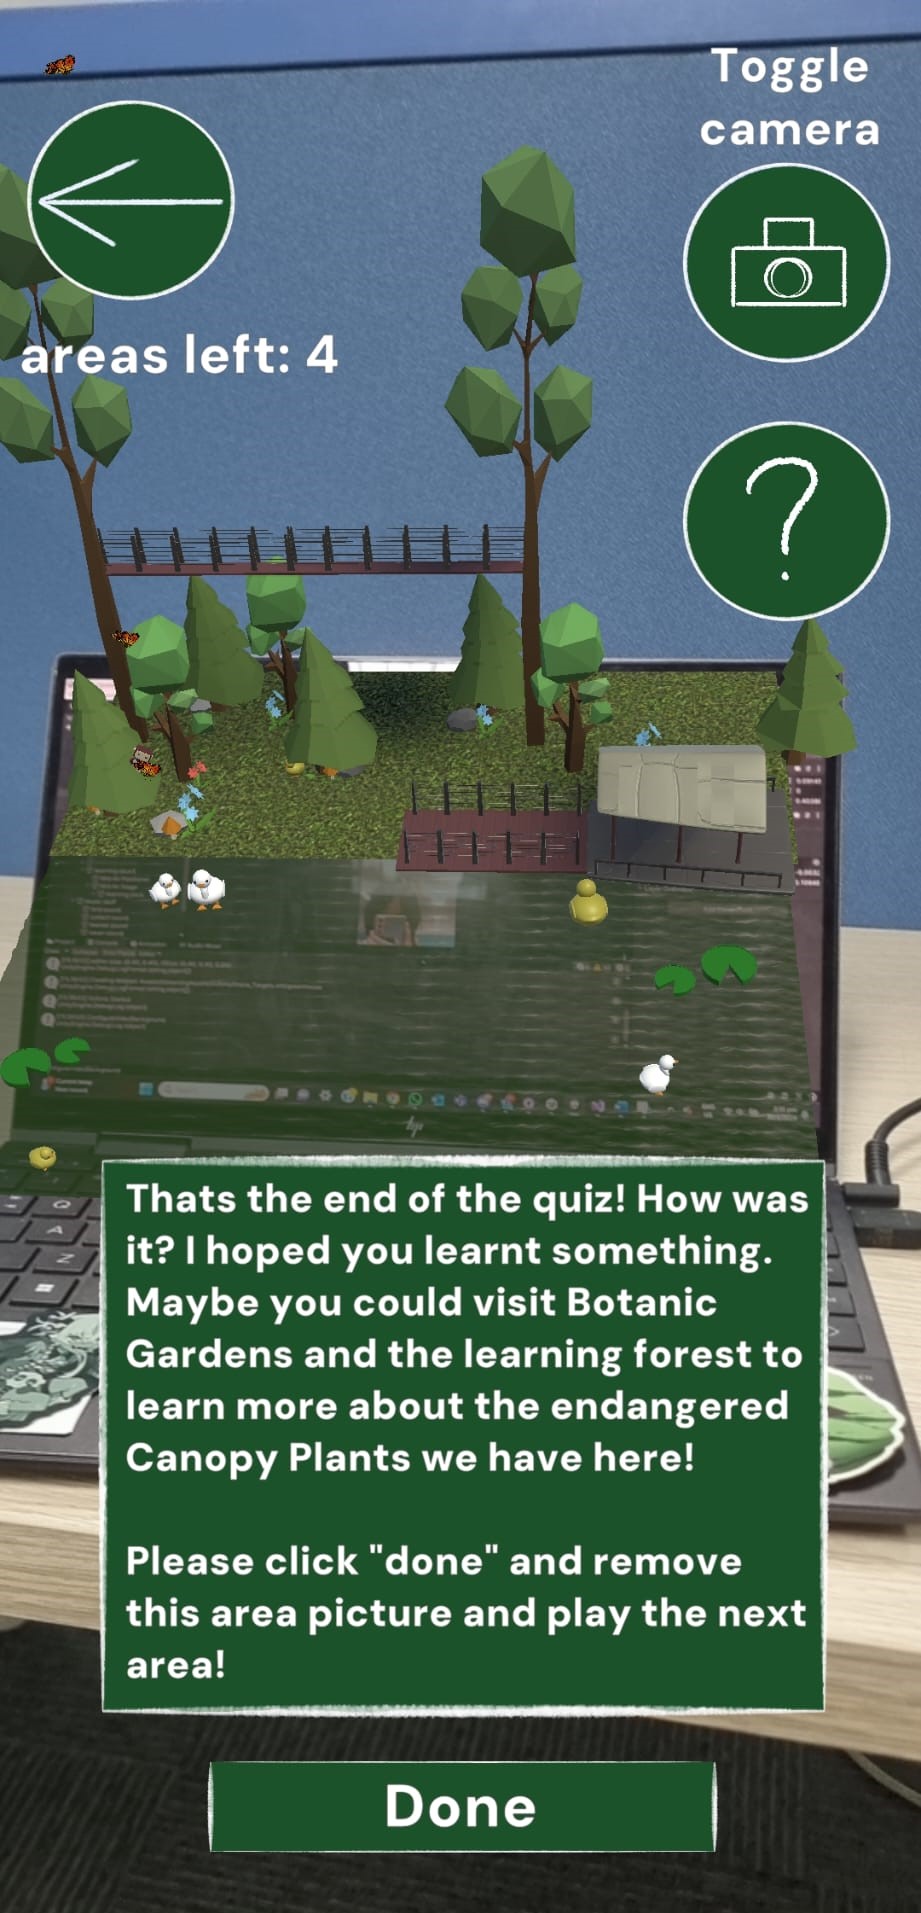 Toggle
camera
areas left: 4
Thats the end of the quiz! How was
it? I hoped you learnt something.
Maybe you could visit Botanic
Gardens and the learning forest to
learn more about the endangered
Canopy Plants we have here!
Please click "done" and remove
this area picture and play the next
area!
Done
hp
Q
A
Z